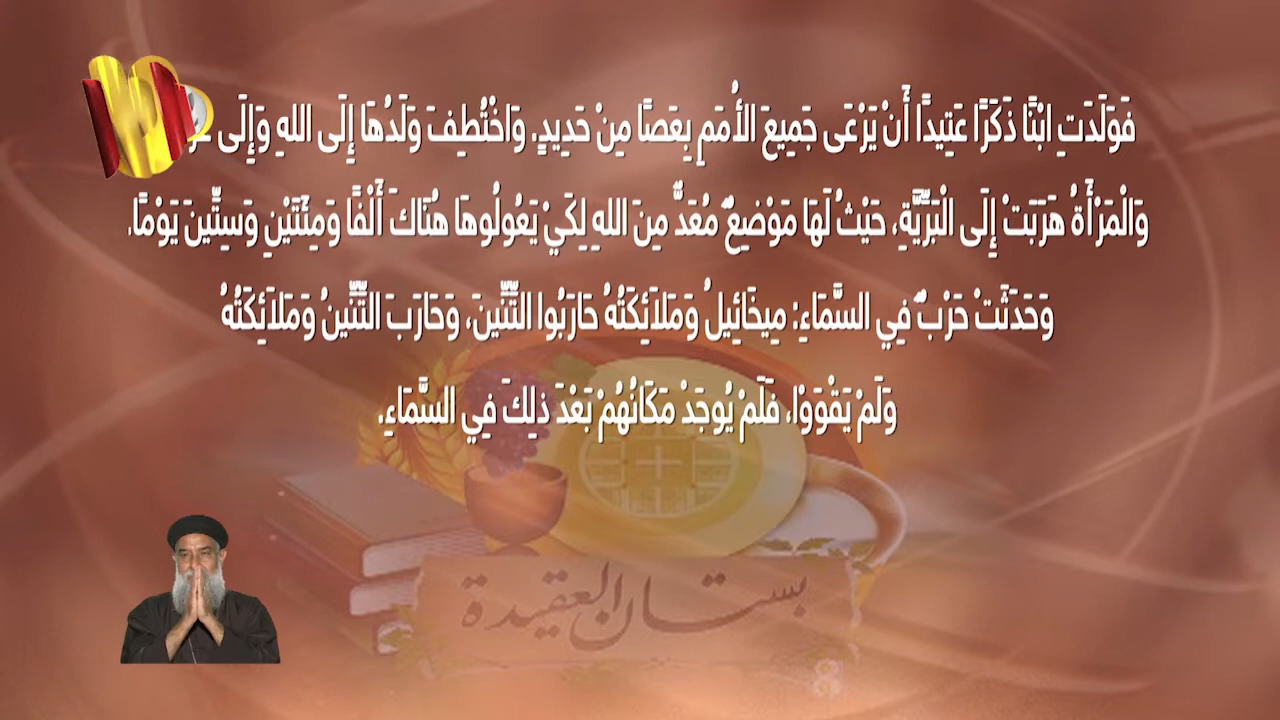 فَوَلَدَتِ ابْنًا ذَكَرًا عَتِيدًا أَنْ يَرْعَى جَمِيعَ الأُمَمِ بِعَصًا مِنْ حَدِيدٍ. وَاخْتُطِفَ وَلَدُهَا إِلَى اللهِ وَإِلَى
وَالْمَرْأَةُ هَرَبَتْ إِلَى الْبَرِّيَّةِ، حَيْثُ لَهَا مَوْضِعٌ مُعَدٌّ مِنَ اللهِ لِكَيْ يَعُولُوهَا هُنَاكَ أَلْفًا وَمِئَتَيْنِ وَسِتِّينَ يَوْمًا.
وَحَدَثَتْ حَرْبٌ فِي السَّمَاءِ: مِيخَائِيلُ وَمَلاَئِكَتُهُ حَارَبُوا التِّنِّينَ، وَحَارَبَ التِّنِّينُ وَمَلاَئِكَتُهُ
وَلَمْ يَقْوَوْا، فَلَمْ يُوجَدْ مَكَانُهُمْ بَعْدَ ذلِكَ فِي السَّمَاءِ.
بستان العقيدة